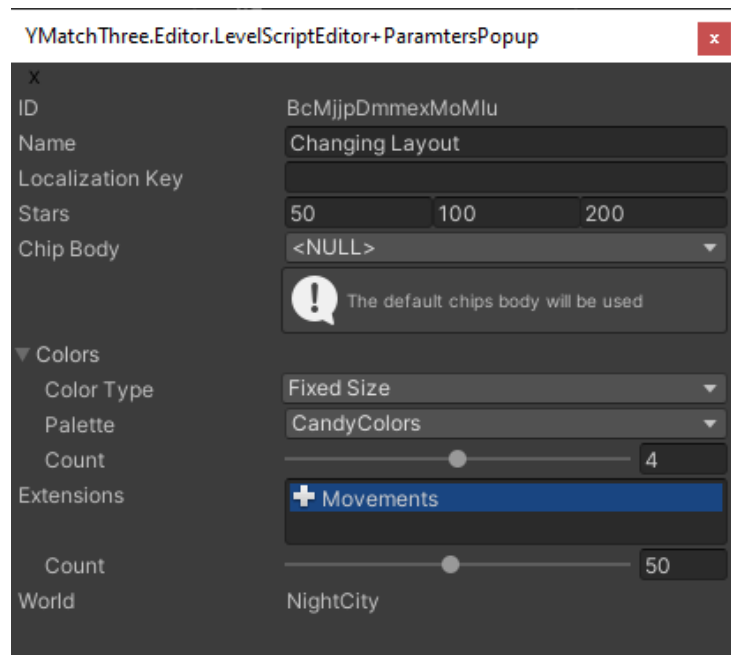 YMatchThree.Editor.LevelScriptEditor+ParamtersPopup x
x
ID BcMjjpDmmexMoMlu
Name Changing Layout
Localization Key
Stars 50 100 200
Chip Body <NULL>
The default chips body will be used
Colors
Color Type Fixed Size
Palette CandyColors
Count 4
Extensions Movements
Count 50
World NightCity